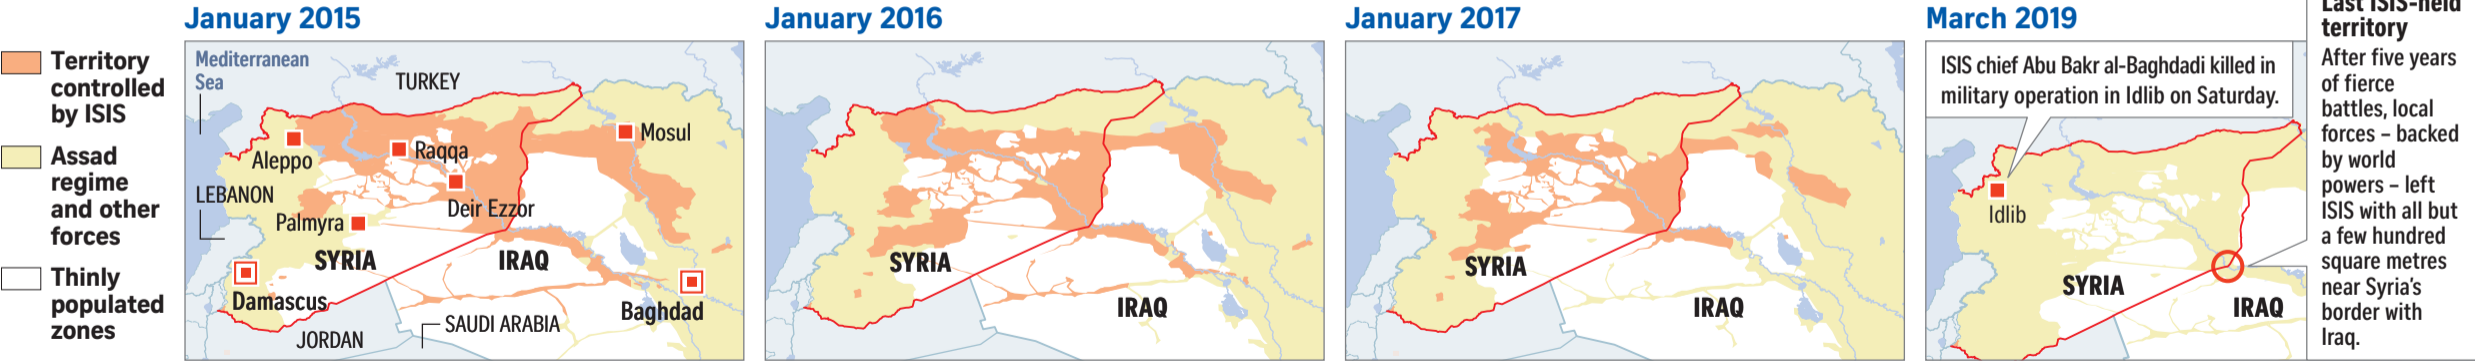 January 2015
January 2016
January 2017
March 2019
Territory
controlled
by ISIS
Assad
regime
and other
forces
Thinly
populated
zones
Mediterranean
Sea
TURKEY
Aleppo
Raqqa
Mosul
LEBANON
Deir Ezzor
Palmyra
SYRIA
IRAQ
Damascus
Baghdad
SAUDI ARABIA
JORDAN
SYRIA
IRAQ
SYRIA
IRAQ
ISIS chief Abu Bakr al-Baghdadi killed in
military operation in Idlib on Saturday.
Idlib
SYRIA
IRAQ
Last ISIS-held
territory
After five years
of fierce
battles, local
forces – backed
by world
powers – left
ISIS with all but
a few hundred
square metres
near Syria's
border with
Iraq.